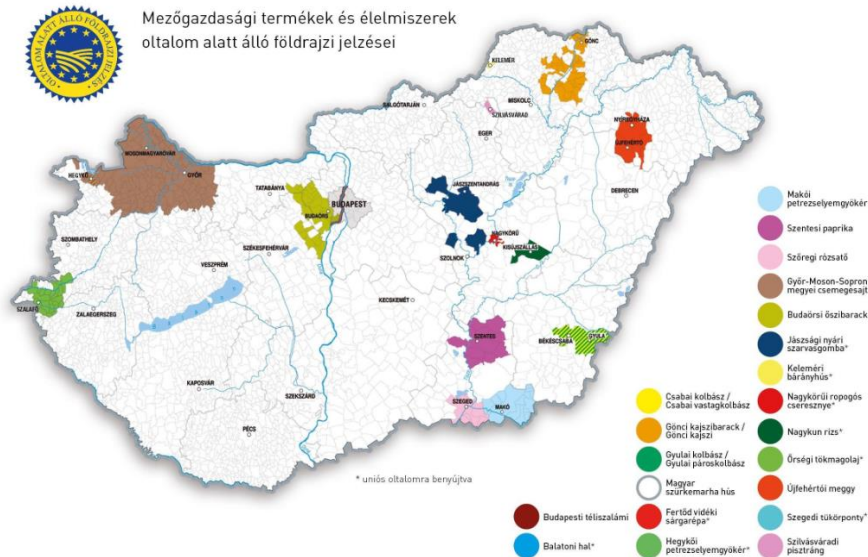 OLTALOM ALATT ÁLLÓ FÖLDRAJZI JELZÉS
Mezőgazdasági termékek és élelmiszerek
oltalom alatt álló földrajzi jelzései
GÖNC
KELEMÉR
MISKOLC
SALGÓTARJÁN
SZILVÁSVÁRAD
EGER
NYÍREGYHÁZA
ÚJFEHÉRTÓ
MOSONMAGYARÓVÁR
HEGYKŐ
GYŐR
TATABÁNYA
BUDAPEST
BUDAÖRS
JÁSZSZENTANDRÁS
DEBRECEN
SZOMBATHELY
SZÉKESFEHÉRVÁR
NAGYKÖRŰ
KISÚJSZÁLLÁS
SZOLNOK
VESZPRÉM
SZALAFŐ
ZALAEGERSZEG
KECSKEMÉT
SZENTES
BÉKÉSCSABA
GYULA
KAPOSVÁR
SZEKSZÁRD
SZEGED
MAKÓ
PÉCS
* uniós oltalomra benyújtva
Budapesti téliszalámi
Balatoni hal*
Csabai kolbász /
Csabai vastagkolbász
Gönci kajszibarack /
Gönci kajszi
Gyulai kolbász /
Gyulai pároskolbász
Magyar
szürkemarha hús
Fertőd vidéki
sárgarépa*
Hegykői
petrezselyemgyökér*
Makói
petrezselyemgyökér
Szentesi paprika
Szőregi rózsatő
Győr-Moson-Sopron
megyei csemegesajt
Budaörsi őszibarack
Jászsági nyári
szarvasgomba*
Keleméri
bárányhús*
Nagykörűi ropogós
cseresznye*
Nagykun rizs*
Őrségi tökmagolaj*
Újfehértói meggy
Szegedi tükörponty*
Szilvásváradi
pisztráng